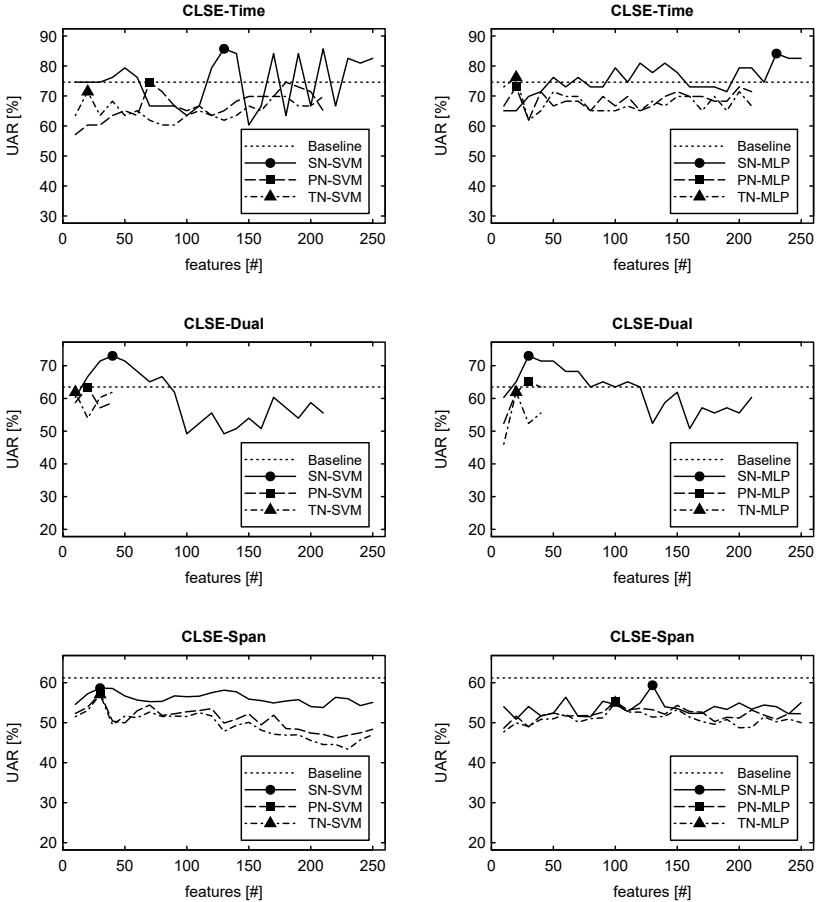 CLSE-Time
90
80
70
60
50
40
30
UAR [%]
0 50 100 150 200 250
features [#]
Baseline
SN-SVM
PN-SVM
TN-SVM
CLSE-Time
90
80
70
60
50
40
30
UAR [%]
0 50 100 150 200 250
features [#]
Baseline
SN-MLP
PN-MLP
TN-MLP
CLSE-Dual
70
60
50
40
30
20
UAR [%]
0 50 100 150 200 250
features [#]
Baseline
SN-SVM
PN-SVM
TN-SVM
CLSE-Dual
70
60
50
40
30
20
UAR [%]
0 50 100 150 200 250
features [#]
Baseline
SN-MLP
PN-MLP
TN-MLP
CLSE-Span
60
50
40
30
20
UAR [%]
0 50 100 150 200 250
features [#]
Baseline
SN-SVM
PN-SVM
TN-SVM
CLSE-Span
60
50
40
30
20
UAR [%]
0 50 100 150 200 250
features [#]
Baseline
SN-MLP
PN-MLP
TN-MLP